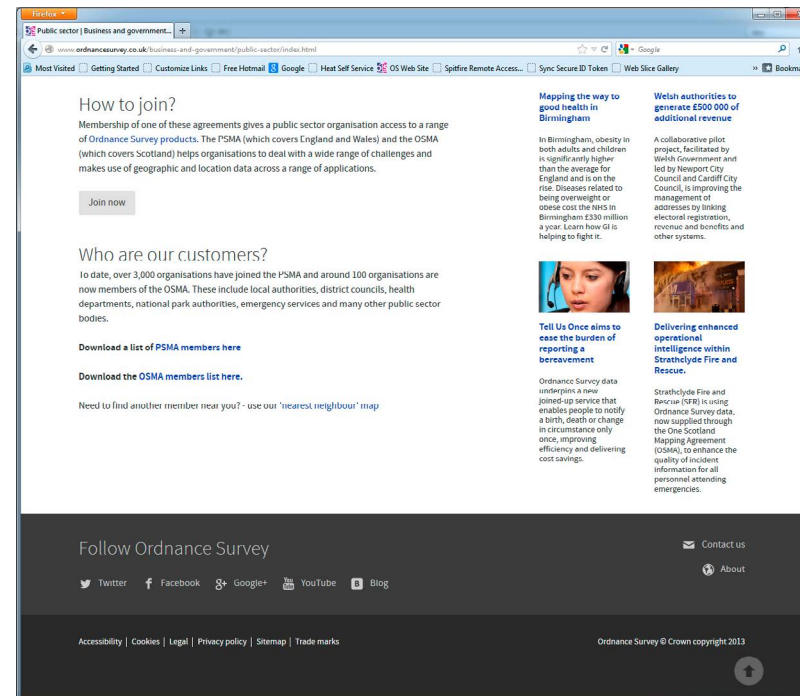 Firefox
Public sector | Business and government...
www.ordnancesurvey.co.uk/business-and-government/public-sector/index.html
Google
Most Visited
Getting Started
Customize Links
Free Hotmail
Google
Heat Self Service
OS Web Site
Spitfire Remote Access...
Sync Secure ID Token
Web Slice Gallery
»
How to join?
Membership of one of these agreements gives a public sector organisation access to a range
of Ordnance Survey products. The PSMA (which covers England and Wales) and the OSMA
(which covers Scotland) helps organisations to deal with a wide range of challenges and
makes use of geographic and location data across a range of applications.
Join now
Who are our customers?
To date, over 3,000 organisations have joined the PSMA and around 100 organisations are
now members of the OSMA. These include local authorities, district councils, health
departments, national park authorities, emergency services and many other public sector
bodies.
Download a list of PSMA members here
Download the OSMA members list here.
Need to find another member near you? - use our 'nearest neighbour' map
Mapping the way to
good health in
Birmingham
In Birmingham, obesity in
both adults and children
is significantly higher
than the average for
England and is on the
rise. Diseases related to
being overweight or
obese cost the NHS in
Birmingham £330 million
a year. Learn how GI is
helping to fight it.
Welsh authorities to
generate £500 000 of
additional revenue
A collaborative pilot
project, facilitated by
Welsh Government and
led by Newport City
Council and Cardiff City
Council, is improving the
management of
addresses by linking
electoral registration,
revenue and benefits and
other systems.
Tell Us Once aims to
ease the burden of
reporting a
bereavement
Ordnance Survey data
underpins a new
joined-up service that
enables people to notify
a birth, death or change
in circumstance only
once, improving
efficiency and delivering
cost savings.
Delivering enhanced
operational
intelligence within
Strathclyde Fire and
Rescue.
Strathclyde Fire and
Rescue (SFR) is using
Ordnance Survey data,
now supplied through
the One Scotland
Mapping Agreement
(OSMA), to enhance the
quality of incident
information for all
personnel attending
emergencies.
Follow Ordnance Survey
Twitter
Facebook
Google+
YouTube
Blog
Contact us
About
Accessibility | Cookies | Legal | Privacy policy | Sitemap | Trade marks
Ordnance Survey © Crown copyright 2013